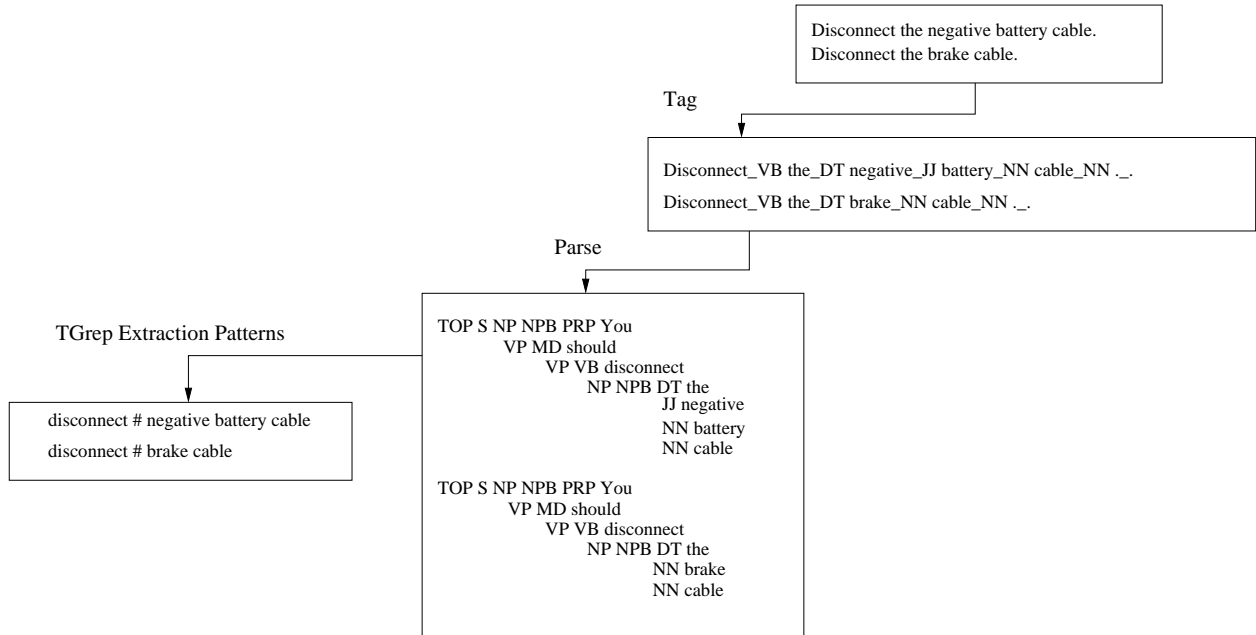 Disconnect the negative battery cable.
Disconnect the brake cable.
Tag
Disconnect_VB the_DT negative_JJ battery_NN cable_NN ._.
Disconnect_VB the_DT brake_NN cable_NN ._.
Parse
TOP S NP NPB PRP You
VP MD should
VP VB disconnect
NP NPB DT the
JJ negative
NN battery
NN cable
TOP S NP NPB PRP You
VP MD should
VP VB disconnect
NP NPB DT the
NN brake
NN cable
TGrep Extraction Patterns
disconnect # negative battery cable
disconnect # brake cable